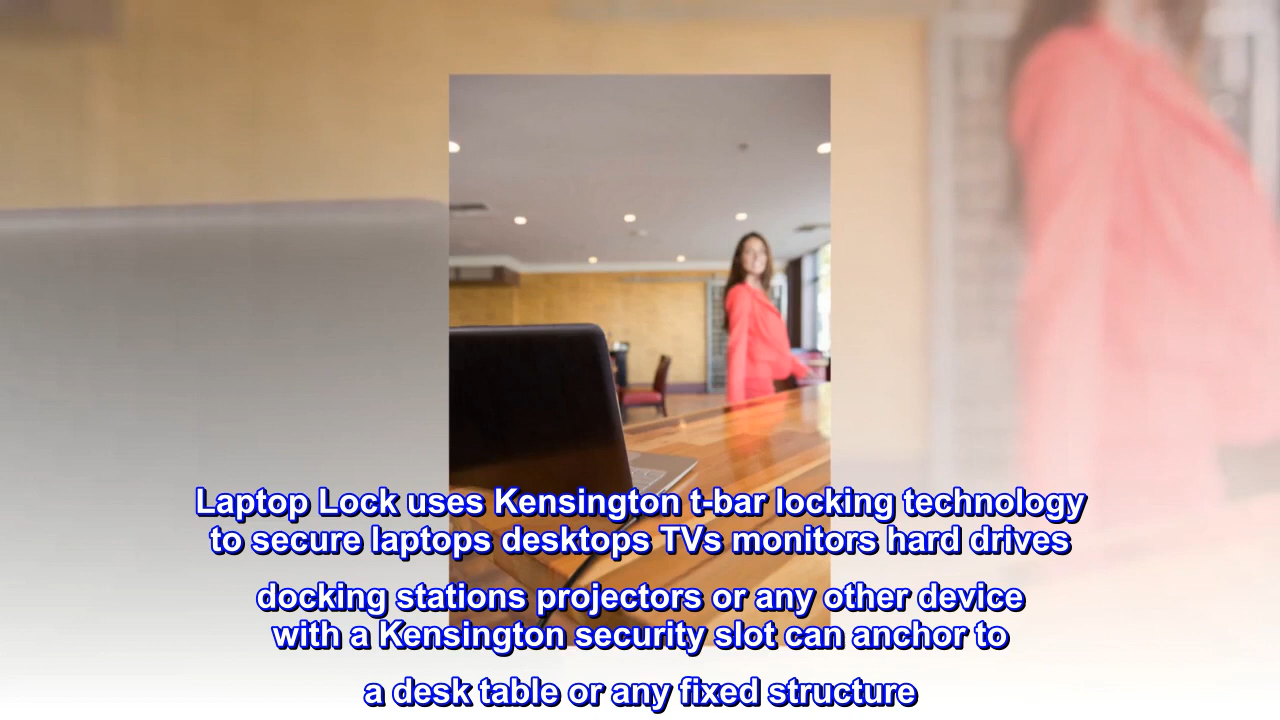 Laptop Lock uses Kensington t-bar locking technology
to secure laptops desktops TVs monitors hard drives
docking stations projectors or any other device
with a Kensington security slot can anchor to
a desk table or any fixed structure